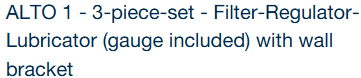 ALTO 1 - 3-piece-set - Filter-Regulator-
Lubricator (gauge included) with wall
bracket